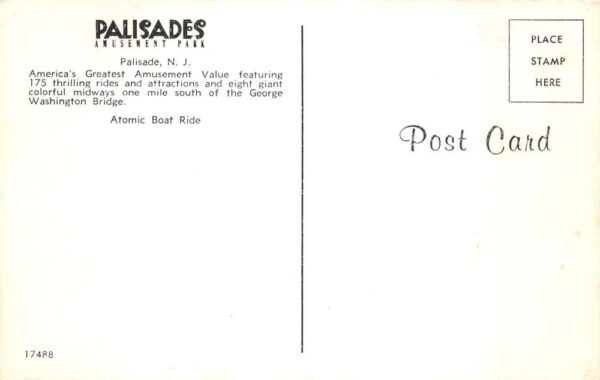 PALISADES
AMUSEMENT PARK
Palisade, N. J.
America's Greatest Amusement Value featuring
175 thrilling rides and attractions and eight giant
colorful midways one mile south of the George
Washington Bridge.
Atomic Boat Ride
PLACE
STAMP
HERE
Post Card
17488